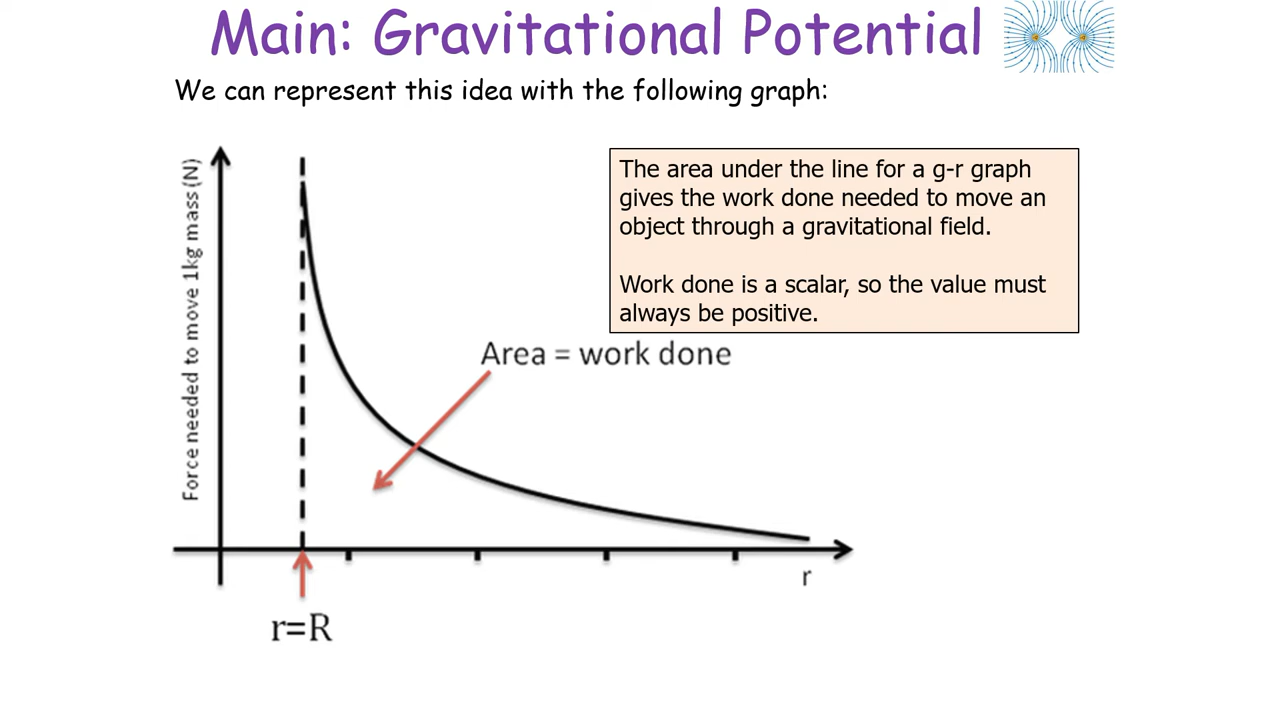 Main: Gravitational Potential
We can represent this idea with the following graph:
Force needed to move 1kg mass (N)
The area under the line for a g-r graph
gives the work done needed to move an
object through a gravitational field.
Work done is a scalar, so the value must
always be positive.
Area = work done
r
r=R